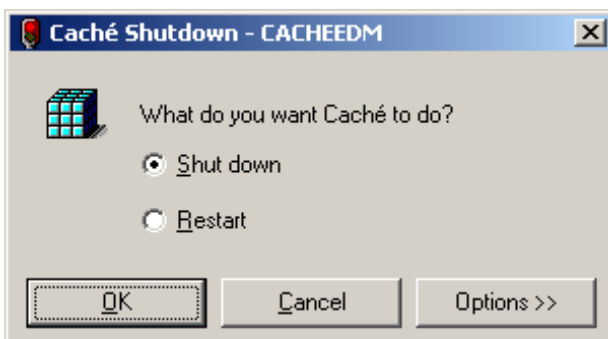 Caché Shutdown - CACHEEDM
What do you want Caché to do?
Shut down
Restart
OK
Cancel
Options >>